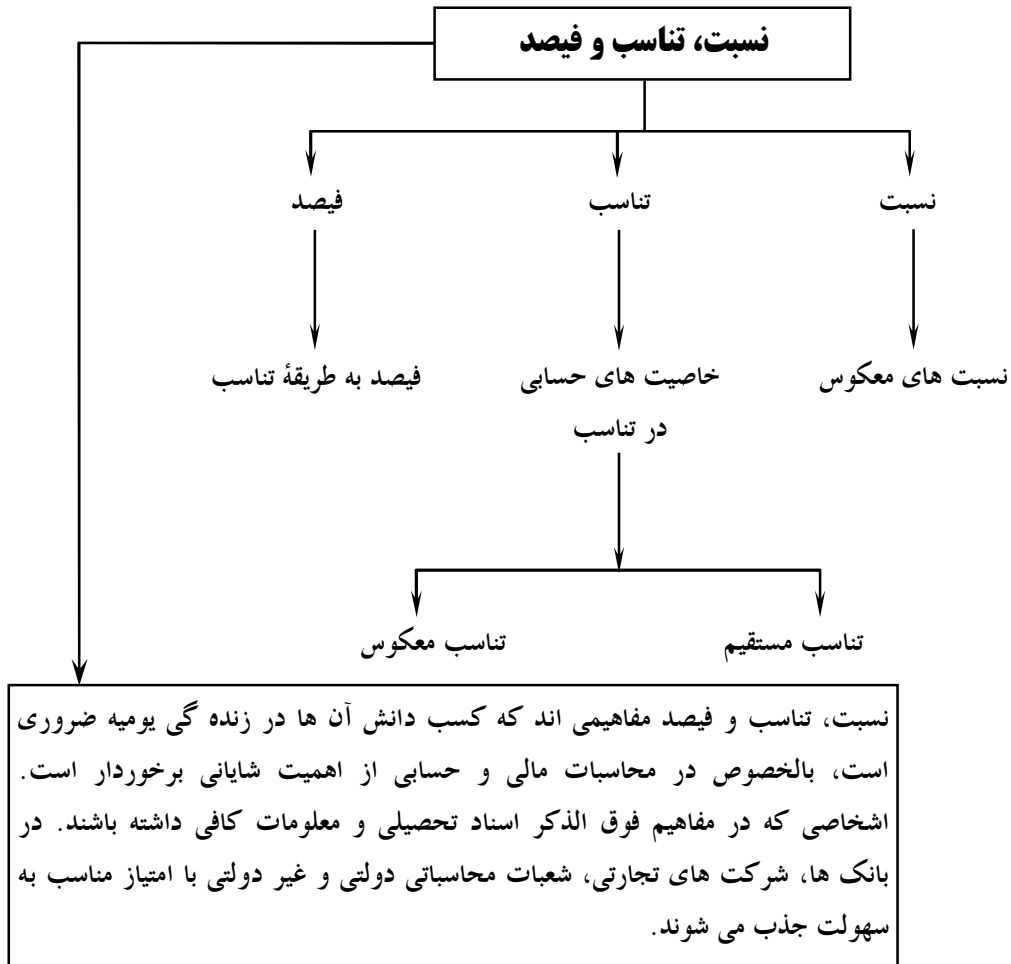 نسبت، تناسب و فیصد
نسبت
تناسب
فیصد
نسبت های معکوس
خاصیت های حسابی
در تناسب
فیصد به طریقۀ تناسب
تناسب مستقیم
تناسب معکوس
نسبت، تناسب و فیصد مفاهیمی اند که کسب دانش آن ها در زنده گی یومیه ضروری
است، بالخصوص در محاسبات مالی و حسابی از اهمیت شایانی برخوردار است.
اشخاصی که در مفاهیم فوق الذکر اسناد تحصیلی و معلومات کافی داشته باشند. در
بانک ها، شرکت های تجارتی، شعبات محاسباتی دولتی و غیر دولتی با امتیاز مناسب به
سهولت جذب می شوند.